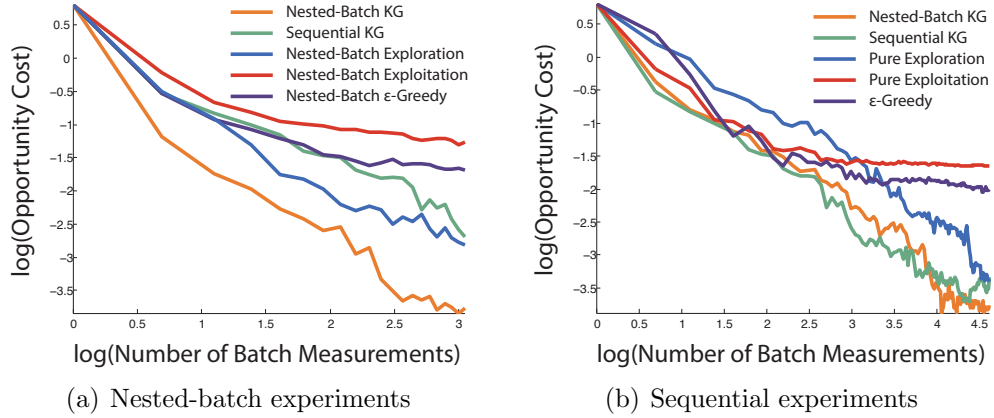 Nested-Batch KG
Sequential KG
Nested-Batch Exploration
Nested-Batch Exploitation
Nested-Batch ε-Greedy
log(Opportunity Cost)
0.5
0
−0.5
−1
−1.5
−2
−2.5
−3
−3.5
0 0.5 1 1.5 2 2.5 3
log(Number of Batch Measurements)
(a) Nested-batch experiments
Nested-Batch KG
Sequential KG
Pure Exploration
Pure Exploitation
ε-Greedy
log(Opportunity Cost)
0.5
0
−0.5
−1
−1.5
−2
−2.5
−3
−3.5
0 0.5 1 1.5 2 2.5 3 3.5 4 4.5
log(Number of Batch Measurements)
(b) Sequential experiments